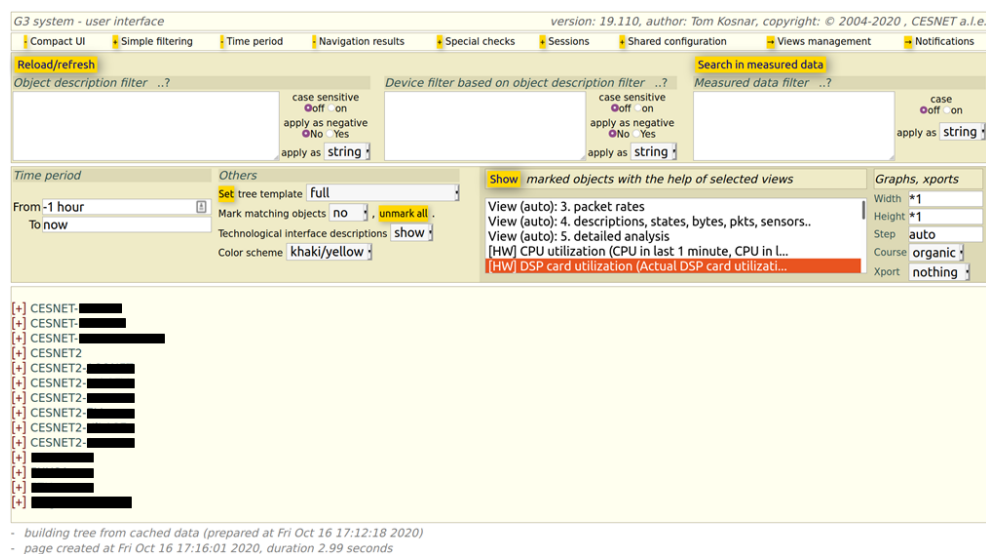 G3 system - user interface version: 19.110, author: Tom Kosnar, copyright: © 2004-2020 , CESNET a.l.e.
- Compact UI + Simple filtering - Time period - Navigation results + Special checks + Sessions + Shared configuration → Views management → Notifications
Reload/refresh Search in measured data
Object description filter ..? Device filter based on object description filter ..? Measured data filter ..?
case sensitive case sensitive case
off on off on off on
apply as negative apply as negative
No Yes No Yes
apply as string apply as string apply as string
Time period Others Show marked objects with the help of selected views Graphs, xports
Set tree template full
From -1 hour
To now
Mark matching objects no , unmark all .
Technological interface descriptions show
Color scheme khaki/yellow
View (auto): 3. packet rates
View (auto): 4. descriptions, states, bytes, pkts, sensors..
View (auto): 5. detailed analysis
[HW] CPU utilization (CPU in last 1 minute, CPU in l...
[HW] DSP card utilization (Actual DSP card utilizati...
Width *1
Height *1
Step auto
Course organic
Xport nothing
[+] CESNET-
[+] CESNET-
[+] CESNET-
[+] CESNET2
[+] CESNET2-
[+] CESNET2-
[+] CESNET2-
[+] CESNET2-
[+] CESNET2-
[+] CESNET2-
[+]
[+]
[+]
[+]
- building tree from cached data (prepared at Fri Oct 16 17:12:18 2020)
- page created at Fri Oct 16 17:16:01 2020, duration 2.99 seconds